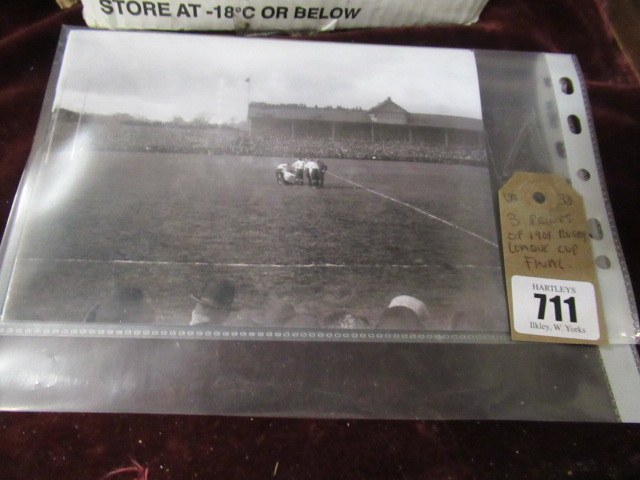 STORE AT -18°C OR BELOW
3 PRINTS
OF 1901 RUGBY
LEAGUE CUP
FINAL.
HARTLEYS
711
Ilkley, W. Yorks